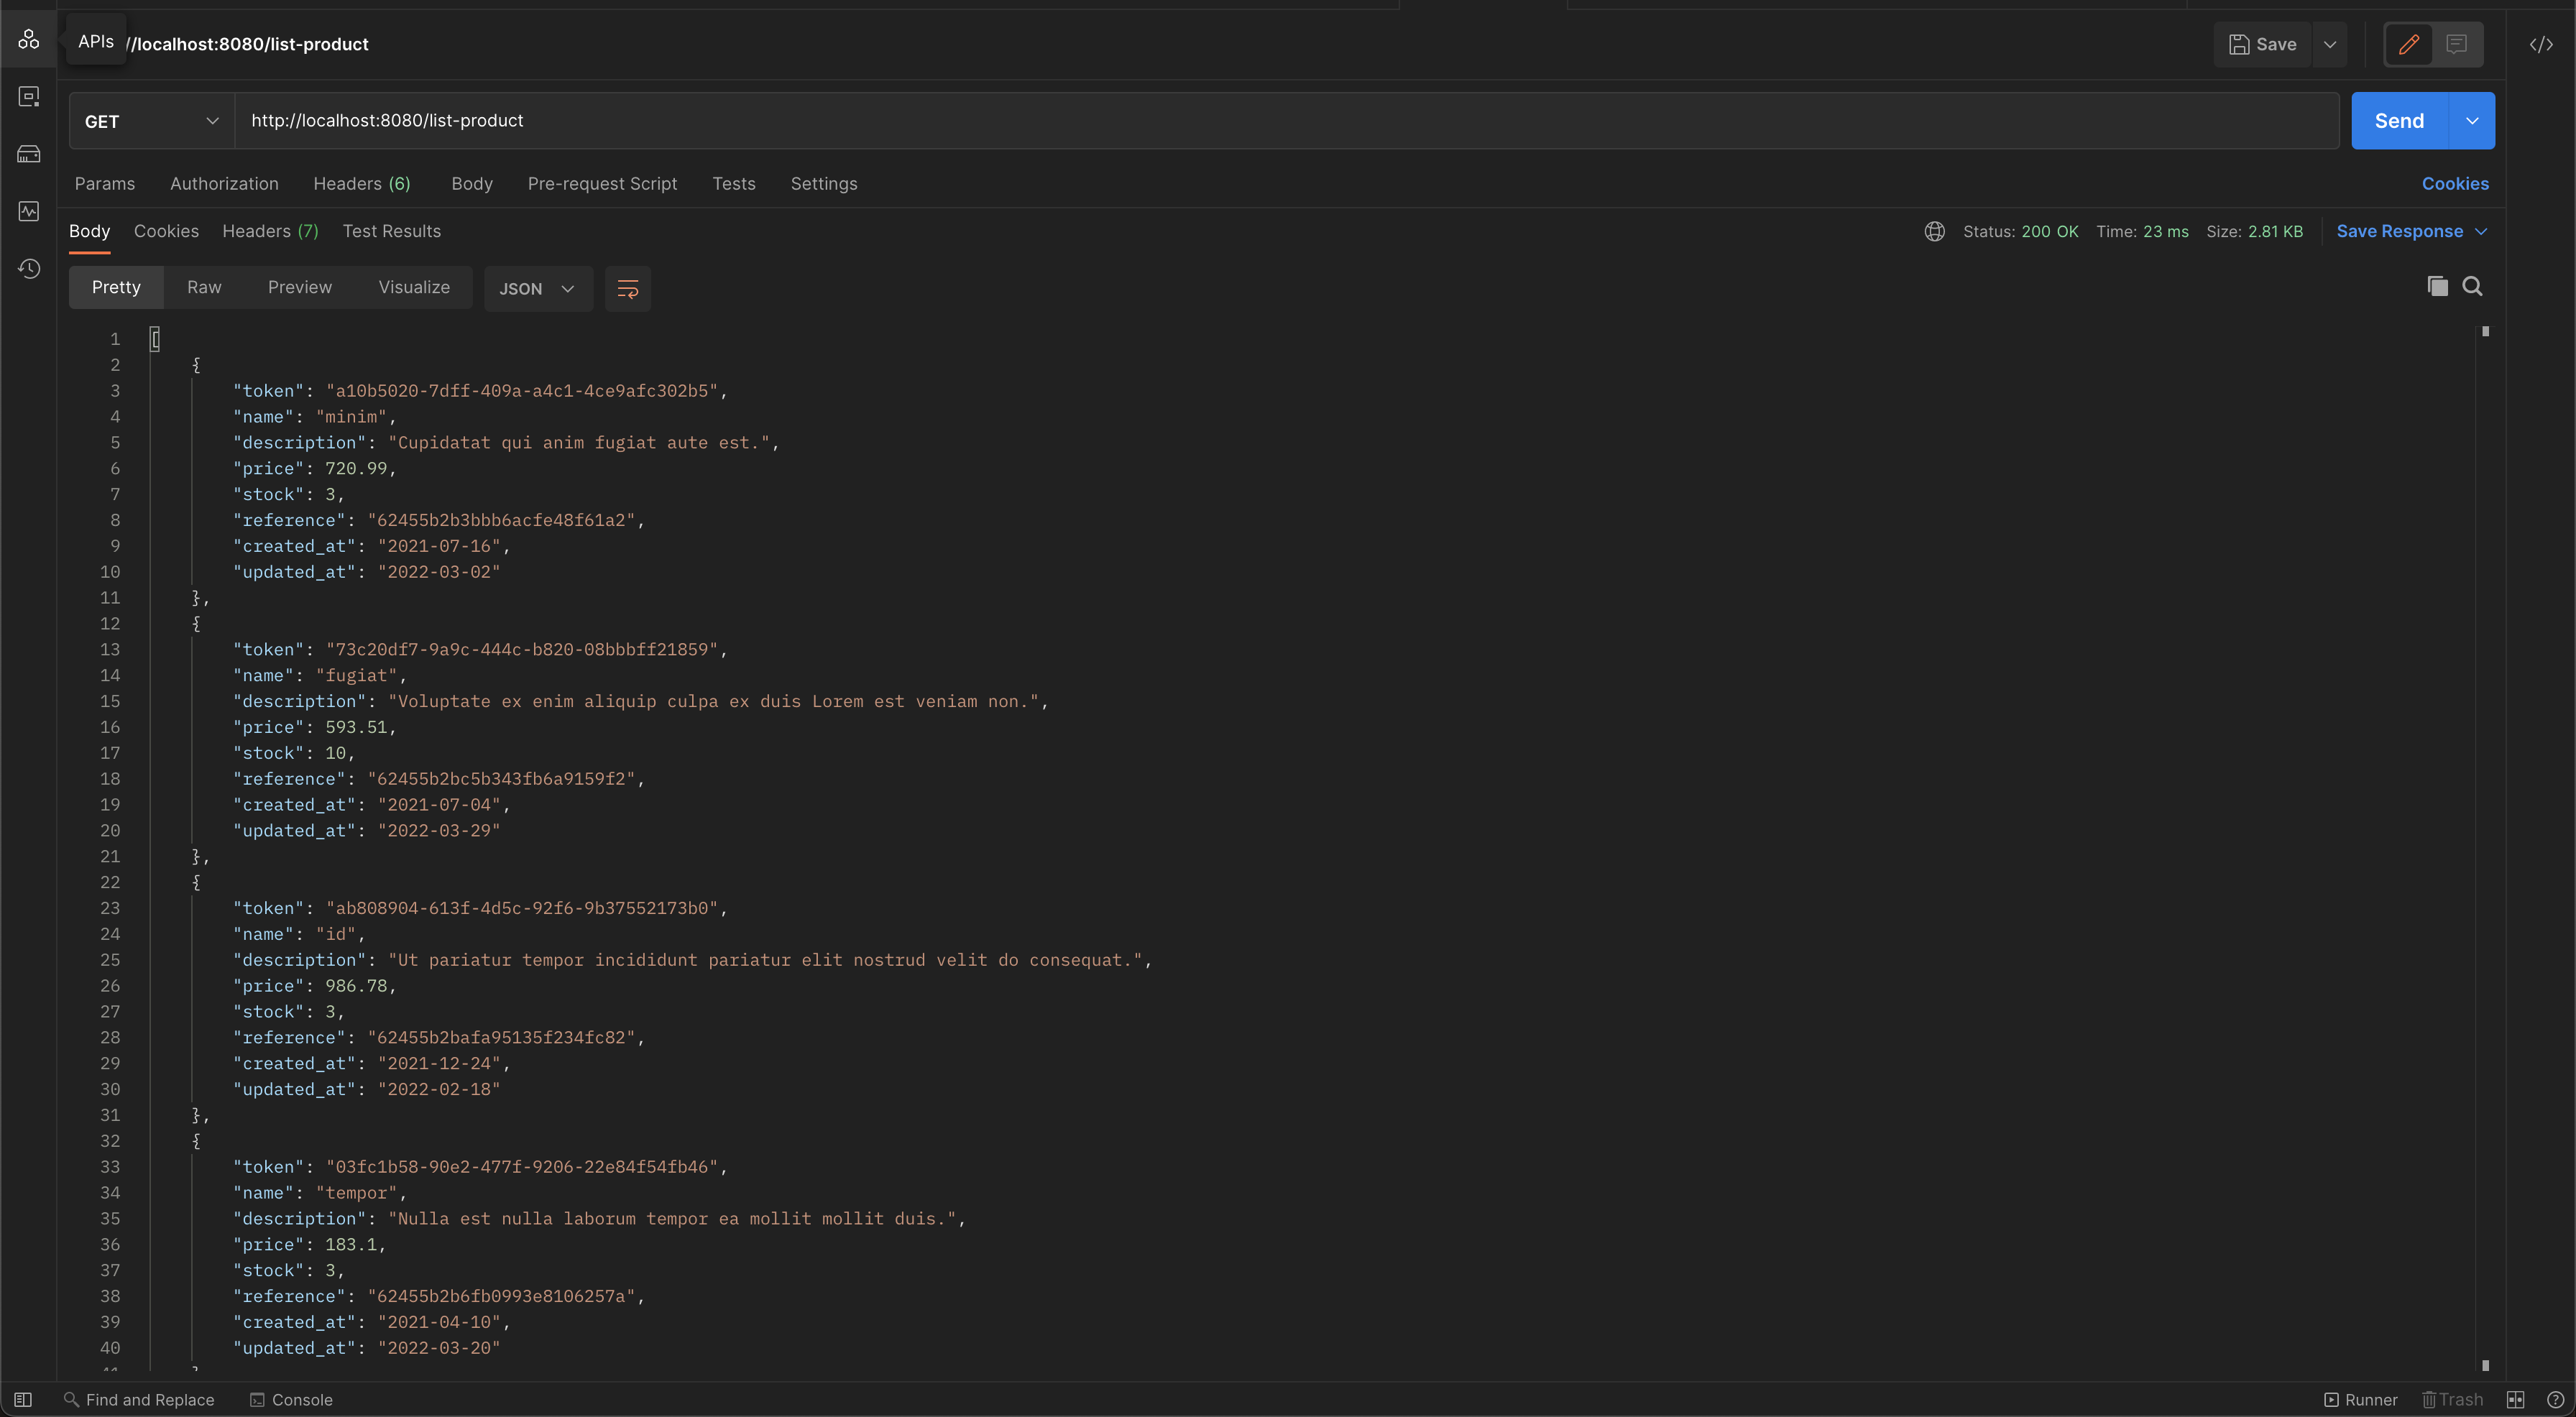 APIs //localhost:8080/list-product Save
GET http://localhost:8080/list-product Send
Params Authorization Headers (6) Body Pre-request Script Tests Settings Cookies
Body Cookies Headers (7) Test Results Status: 200 OK Time: 23 ms Size: 2.81 KB Save Response
Pretty Raw Preview Visualize JSON
1 [
2 {
3 "token": "a10b5020-7dff-409a-a4c1-4ce9afc302b5",
4 "name": "minim",
5 "description": "Cupidatat qui anim fugiat aute est.",
6 "price": 720.99,
7 "stock": 3,
8 "reference": "62455b2b3bbb6acfe48f61a2",
9 "created_at": "2021-07-16",
10 "updated_at": "2022-03-02"
11 },
12 {
13 "token": "73c20df7-9a9c-444c-b820-08bbbff21859",
14 "name": "fugiat",
15 "description": "Voluptate ex enim aliquip culpa ex duis Lorem est veniam non.",
16 "price": 593.51,
17 "stock": 10,
18 "reference": "62455b2bc5b343fb6a9159f2",
19 "created_at": "2021-07-04",
20 "updated_at": "2022-03-29"
21 },
22 {
23 "token": "ab808904-613f-4d5c-92f6-9b37552173b0",
24 "name": "id",
25 "description": "Ut pariatur tempor incididunt pariatur elit nostrud velit do consequat.",
26 "price": 986.78,
27 "stock": 3,
28 "reference": "62455b2bafa95135f234fc82",
29 "created_at": "2021-12-24",
30 "updated_at": "2022-02-18"
31 },
32 {
33 "token": "03fc1b58-90e2-477f-9206-22e84f54fb46",
34 "name": "tempor",
35 "description": "Nulla est nulla laborum tempor ea mollit mollit duis.",
36 "price": 183.1,
37 "stock": 3,
38 "reference": "62455b2b6fb0993e8106257a",
39 "created_at": "2021-04-10",
40 "updated_at": "2022-03-20"
Find and Replace Console Runner Trash